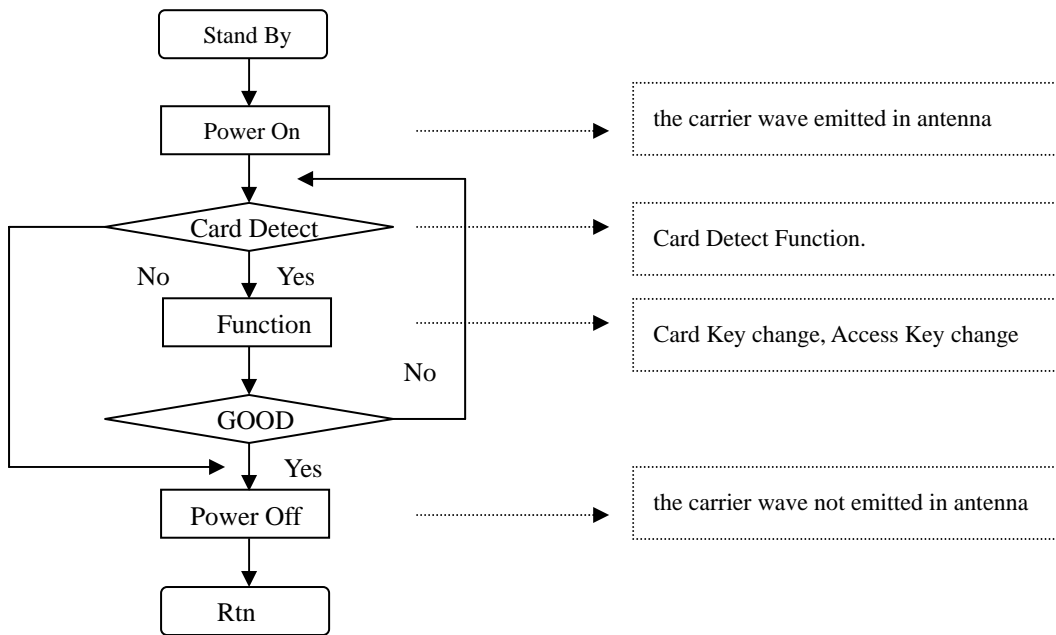 Stand By
Power On
the carrier wave emitted in antenna
Card Detect
Card Detect Function.
No
Yes
Function
Card Key change, Access Key change
No
GOOD
Yes
Power Off
the carrier wave not emitted in antenna
Rtn